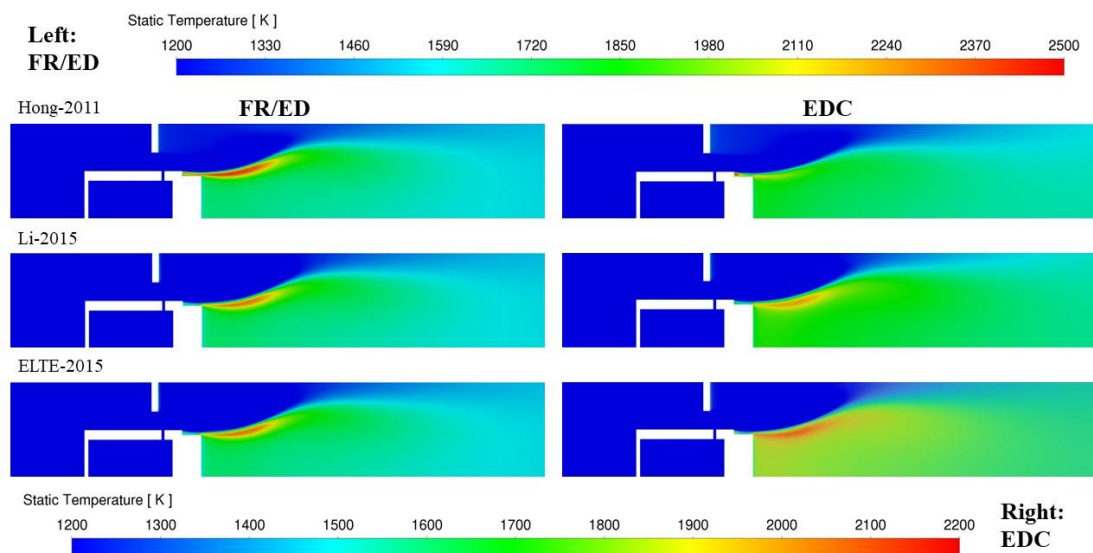 Static Temperature [ K ]
Left:
FR/ED
1200 1330 1460 1590 1720 1850 1980 2110 2240 2370 2500
Hong-2011
FR/ED EDC
Li-2015
ELTE-2015
Static Temperature [ K ]
1200 1300 1400 1500 1600 1700 1800 1900 2000 2100 2200
Right:
EDC